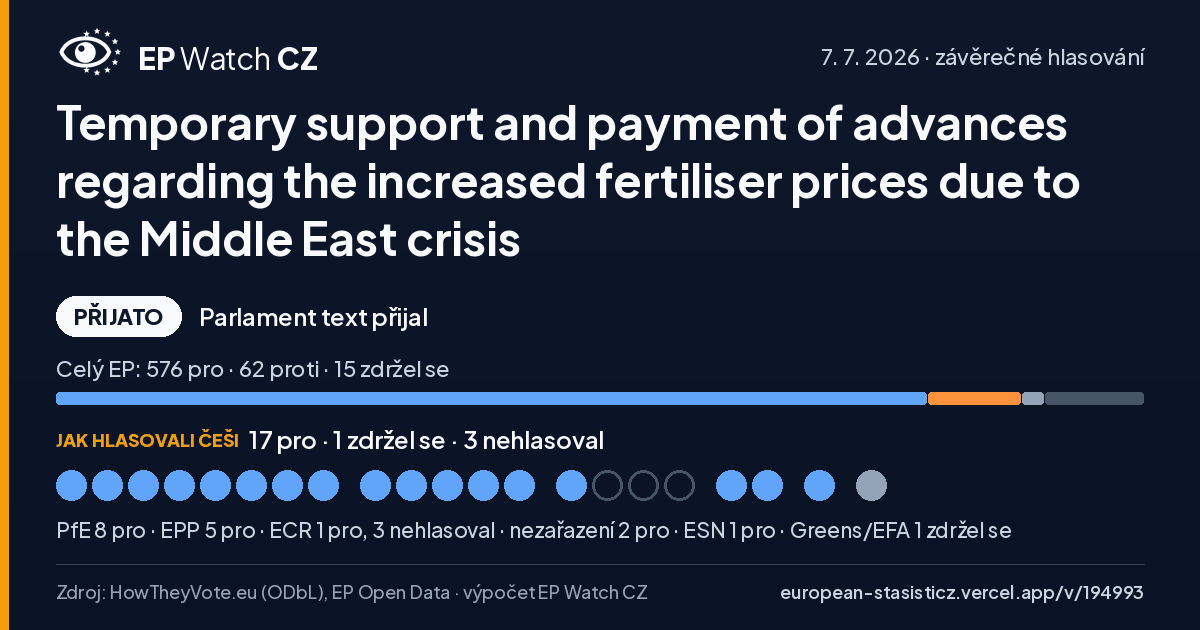 EP Watch CZ
7. 7. 2026 · závěrečné hlasování
Temporary support and payment of advances
regarding the increased fertiliser prices due to
the Middle East crisis
PŘIJATO Parlament text přijal
Celý EP: 576 pro · 62 proti · 15 zdržel se
JAK HLASOVALI ČEŠI 17 pro · 1 zdržel se · 3 nehlasoval
PfE 8 pro · EPP 5 pro · ECR 1 pro, 3 nehlasoval · nezařazení 2 pro · ESN 1 pro · Greens/EFA 1 zdržel se
Zdroj: HowTheyVote.eu (ODbL), EP Open Data · výpočet EP Watch CZ
european-stasisticz.vercel.app/v/194993